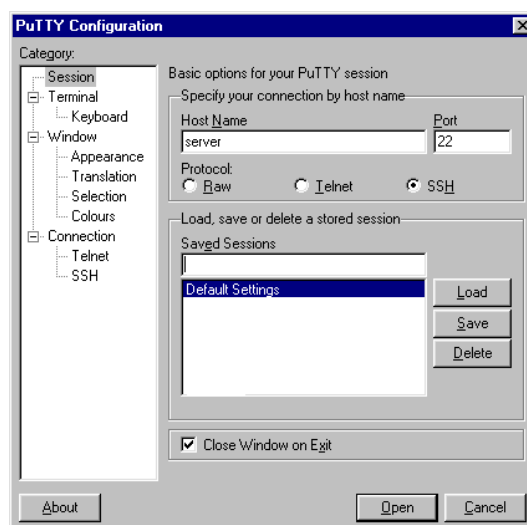 PuTTY Configuration
Category:
Session
Terminal
Keyboard
Window
Appearance
Translation
Selection
Colours
Connection
Telnet
SSH
Basic options for your PuTTY session
Specify your connection by host name
Host Name Port
server 22
Protocol:
Raw Telnet SSH
Load, save or delete a stored session
Saved Sessions
Default Settings
Load
Save
Delete
Close Window on Exit
About Open Cancel